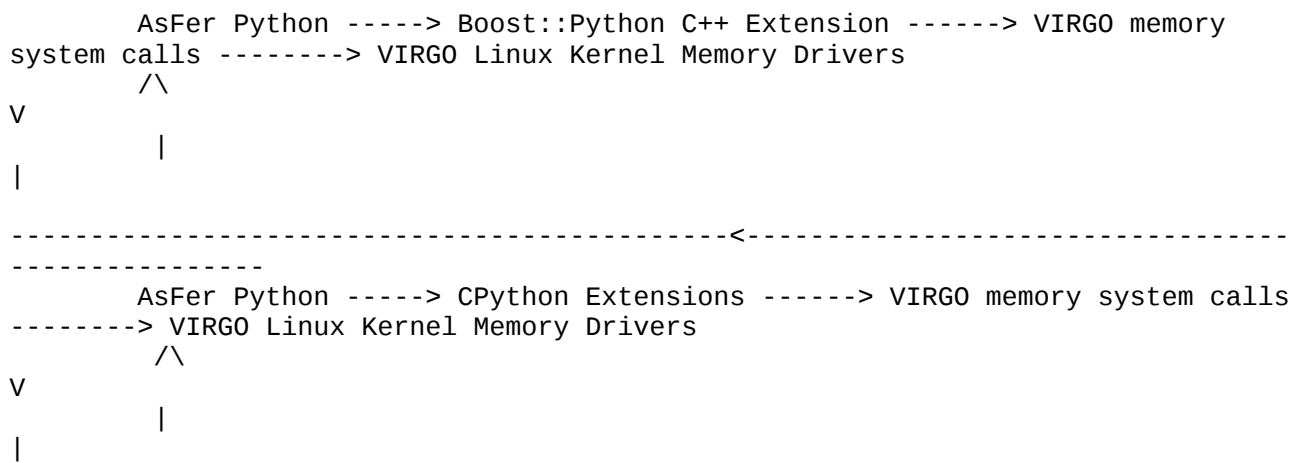 AsFer Python -----> Boost::Python C++ Extension ------> VIRGO memory
system calls --------> VIRGO Linux Kernel Memory Drivers
        /\
V
         |
|
---------------------------------------------<----------------------------------
----------------
        AsFer Python -----> CPython Extensions ------> VIRGO memory system calls
--------> VIRGO Linux Kernel Memory Drivers
         /\
V
         |
|